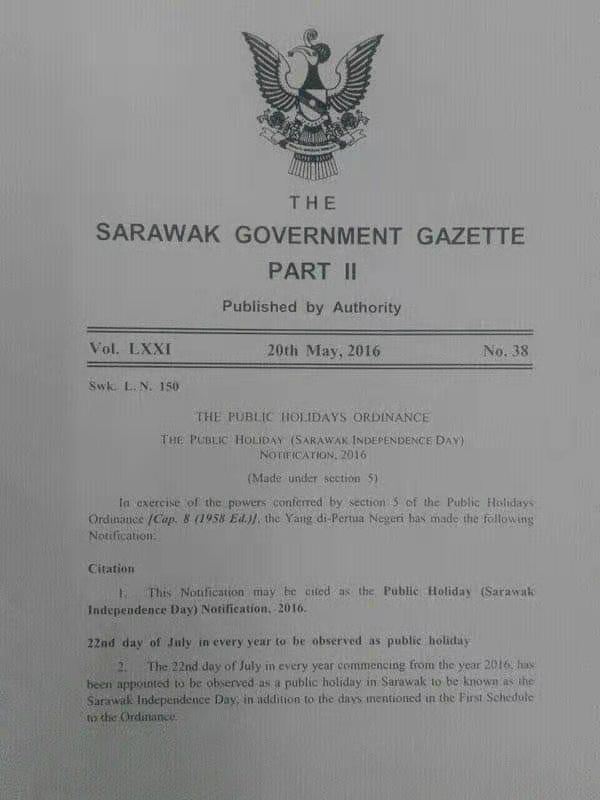 THE
SARAWAK GOVERNMENT GAZETTE
PART II
Published by Authority
Vol. LXXI 20th May, 2016 No. 38
Swk. L. N. 150
THE PUBLIC HOLIDAYS ORDINANCE
THE PUBLIC HOLIDAY (SARAWAK INDEPENDENCE DAY)
NOTIFICATION, 2016
(Made under section 5)
In exercise of the powers conferred by section 5 of the Public Holidays
Ordinance [Cap. 8 (1958 Ed.)], the Yang di-Pertua Negeri has made the following
Notification:
Citation
1. This Notification may be cited as the Public Holiday (Sarawak
Independence Day) Notification, 2016.
22nd day of July in every year to be observed as public holiday
2. The 22nd day of July in every year commencing from the year 2016, has
been appointed to be observed as a public holiday in Sarawak to be known as the
Sarawak Independence Day, in addition to the days mentioned in the First Schedule
to the Ordinance.